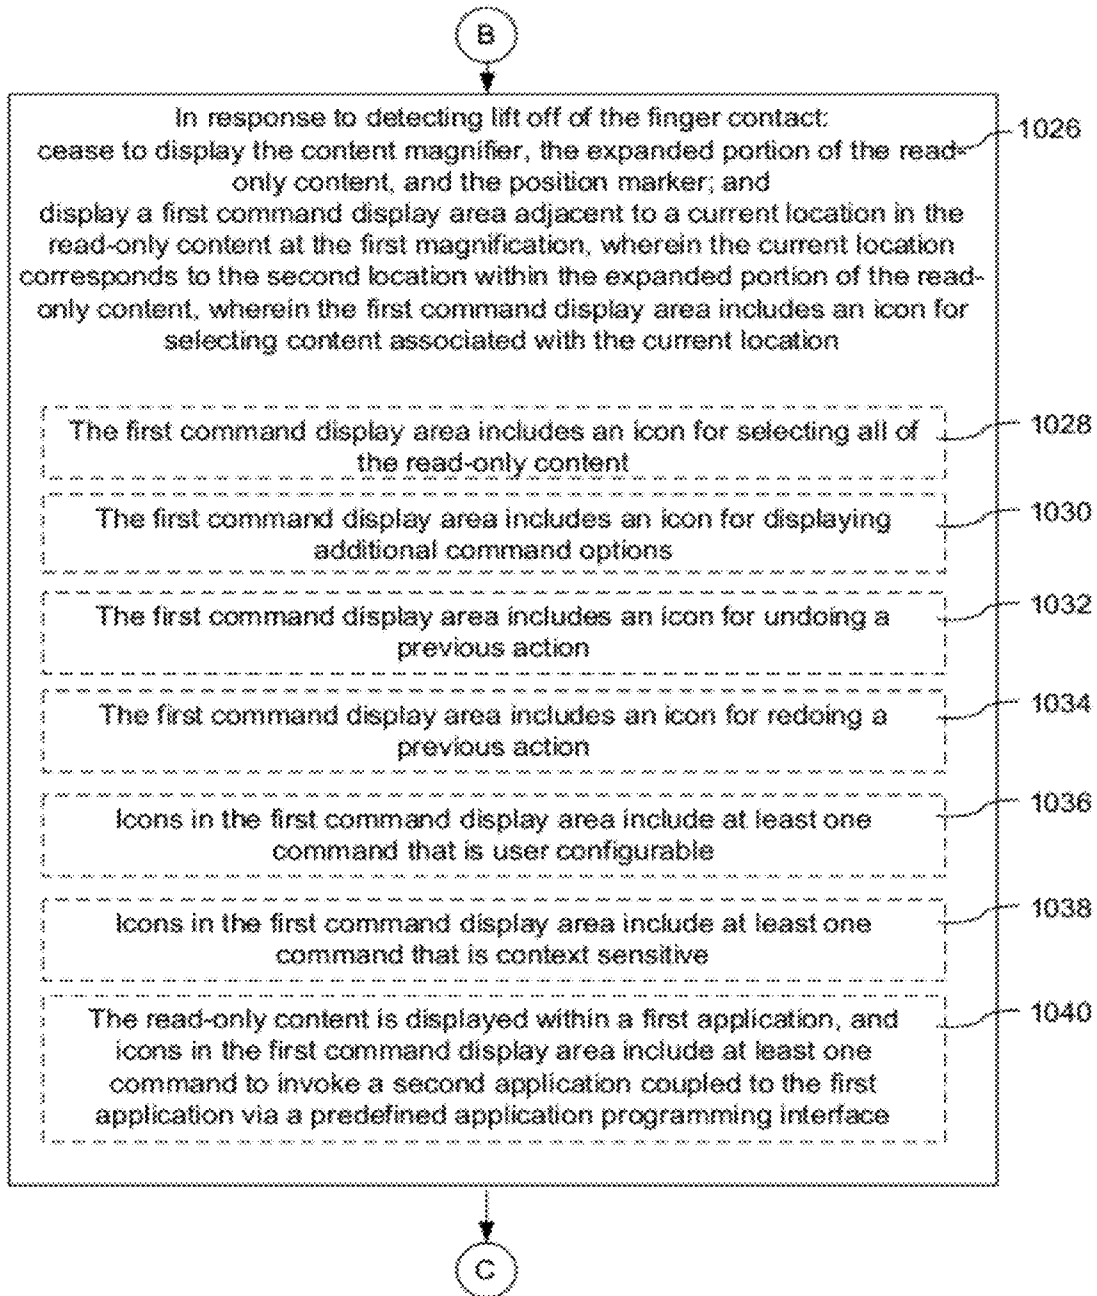 B
In response to detecting lift off of the finger contact:
cease to display the content magnifier, the expanded portion of the read-
only content, and the position marker; and
display a first command display area adjacent to a current location in the
read-only content at the first magnification, wherein the current location
corresponds to the second location within the expanded portion of the read-
only content, wherein the first command display area includes an icon for
selecting content associated with the current location
1026
The first command display area includes an icon for selecting all of
the read-only content
1028
The first command display area includes an icon for displaying
additional command options
1030
The first command display area includes an icon for undoing a
previous action
1032
The first command display area includes an icon for redoing a
previous action
1034
Icons in the first command display area include at least one
command that is user configurable
1036
Icons in the first command display area include at least one
command that is context sensitive
1038
The read-only content is displayed within a first application, and
icons in the first command display area include at least one
command to invoke a second application coupled to the first
application via a predefined application programming interface
1040
C